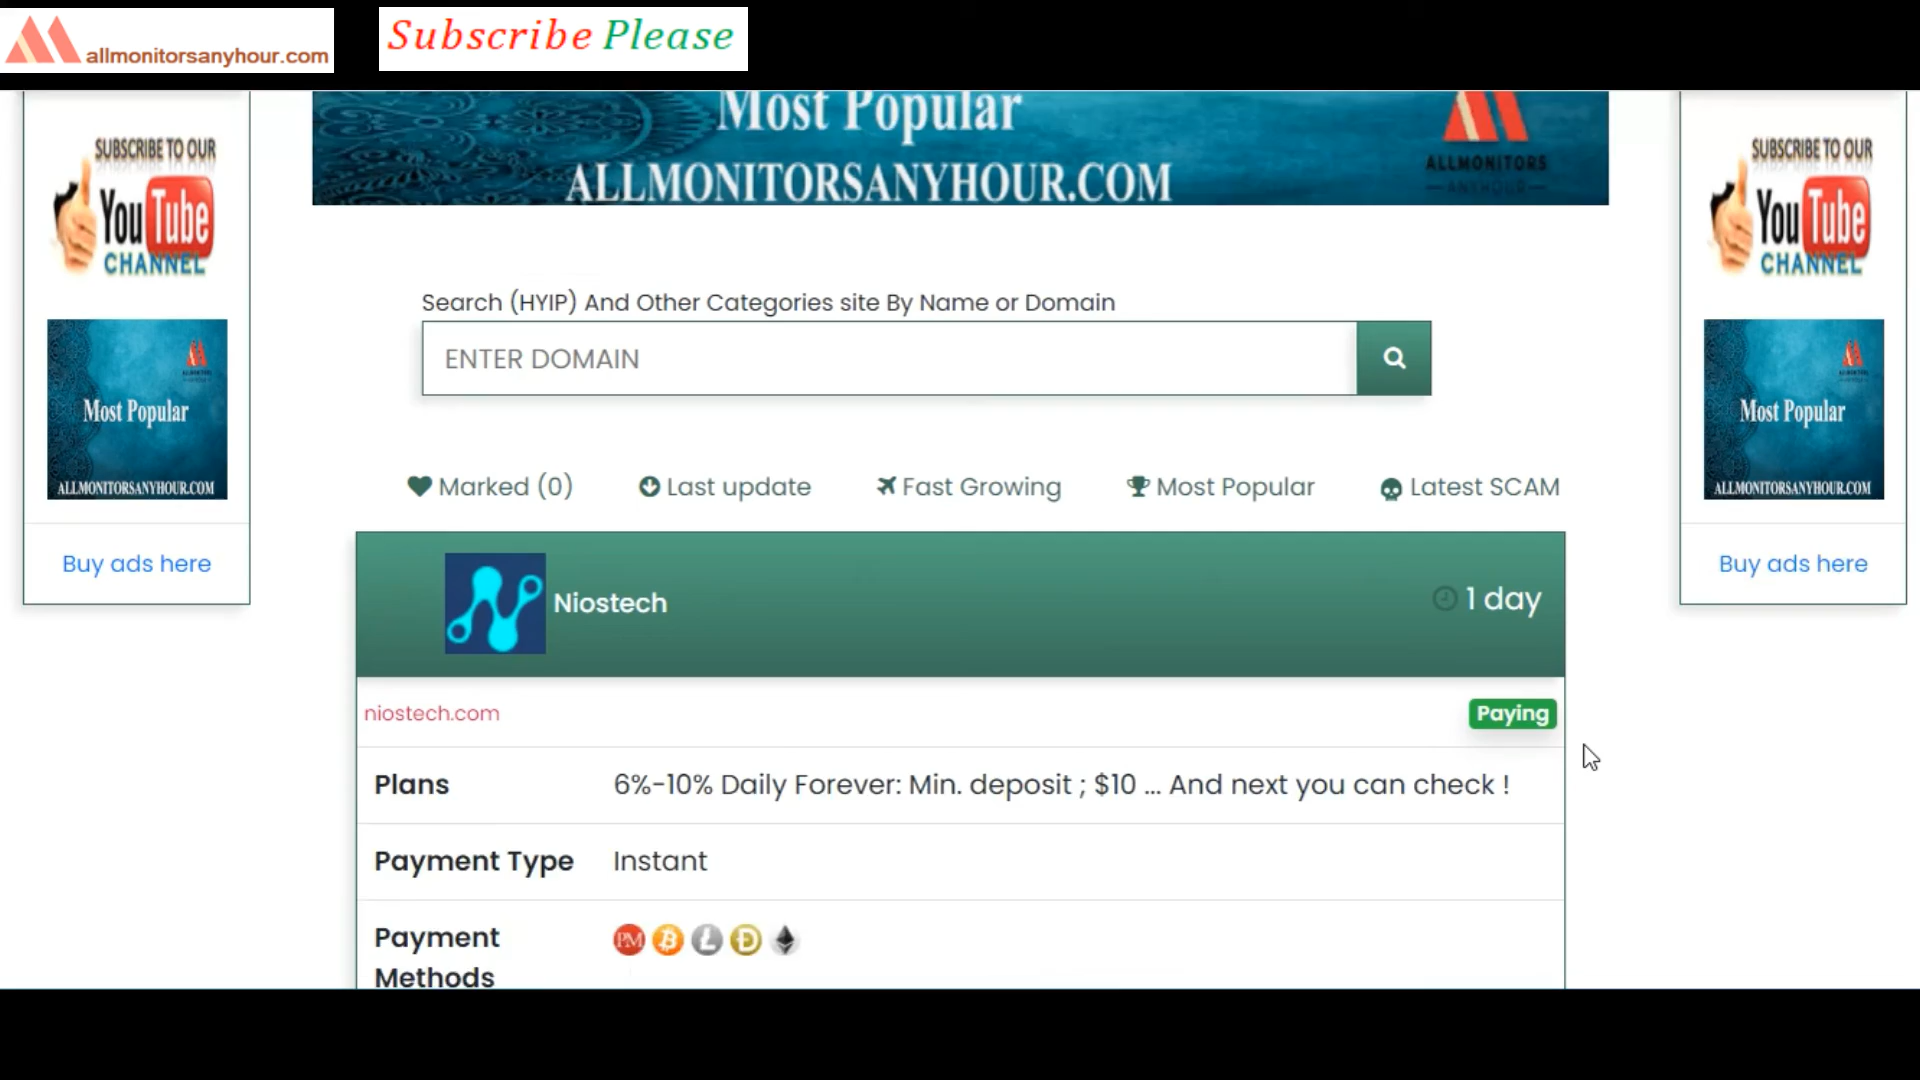 allmonitorsanyhour.com
Subscribe Please
SUBSCRIBE TO OUR
YouTube
CHANNEL
Most Popular
ALLMONITORSANYHOUR.COM
Buy ads here
Most Popular
ALLMONITORSANYHOUR.COM
ALLMONITORS
ANYHOUR
Search (HYIP) And Other Categories site By Name or Domain
ENTER DOMAIN
Marked (0)
Last update
Fast Growing
Most Popular
Latest SCAM
Niostech
1 day
niostech.com
Paying
Plans
6%-10% Daily Forever: Min. deposit ; $10 ... And next you can check !
Payment Type
Instant
Payment
Methods
PM
SUBSCRIBE TO OUR
YouTube
CHANNEL
Most Popular
ALLMONITORSANYHOUR.COM
Buy ads here